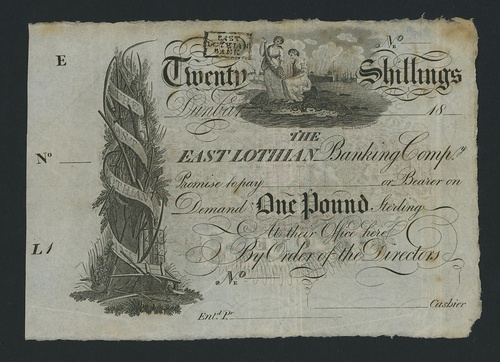 EAST
LOTHIAN
BANK
E
No
Twenty Shillings
Dunbar 18
THE
No
EAST LOTHIAN Banking Compy
Promise to pay or Bearer on
Demand One Pound Sterling
At their Office here
L1
By Order of the Directors
No
Cashier
Entd Pr